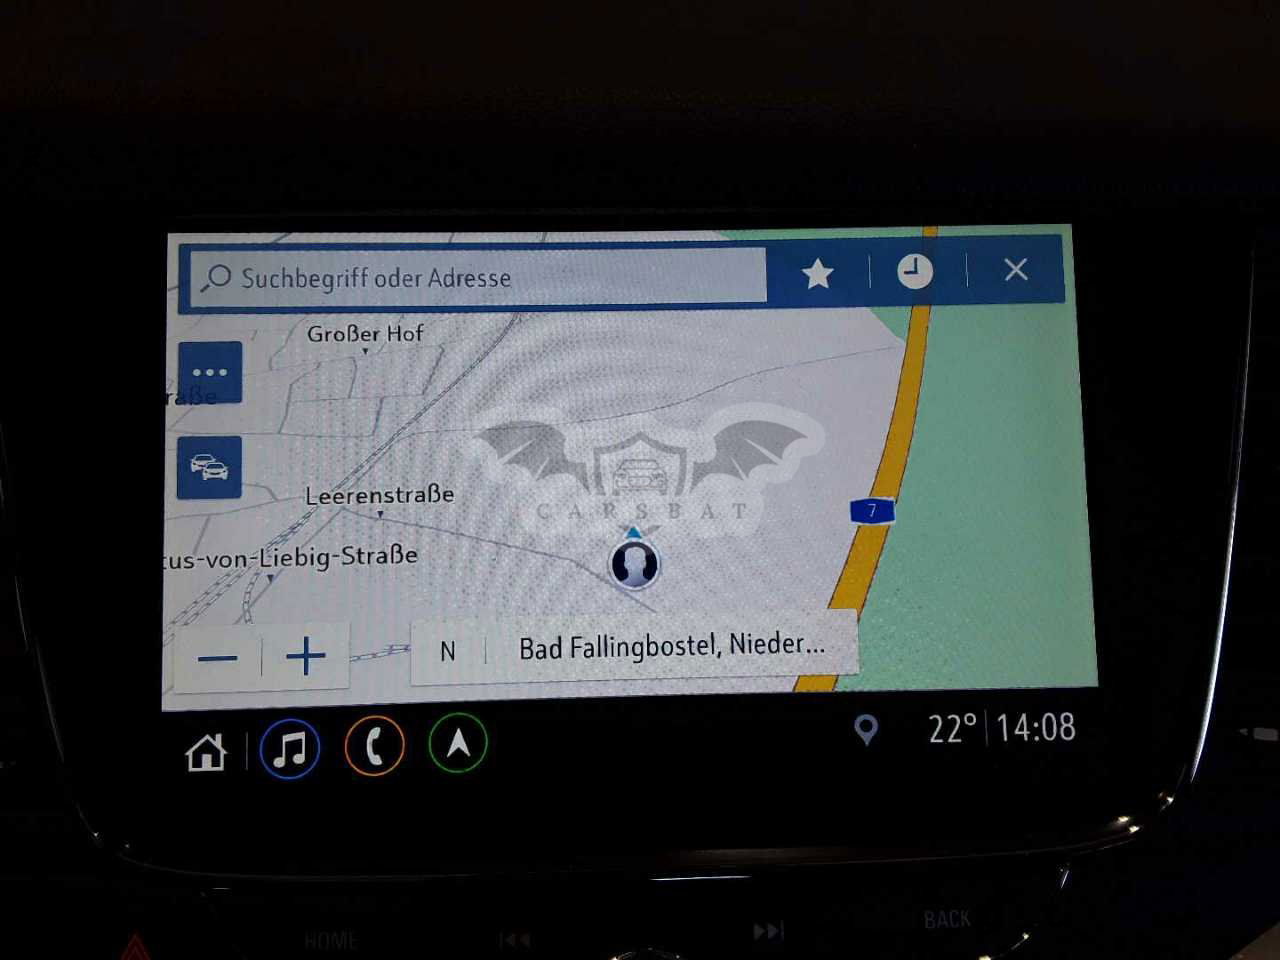 Suchbegriff oder Adresse
Großer Hof
raße
Leerenstraße
7
CARSBAT
tus-von-Liebig-Straße
N
Bad Fallingbostel, Nieder...
22° 14:08
HOME
BACK